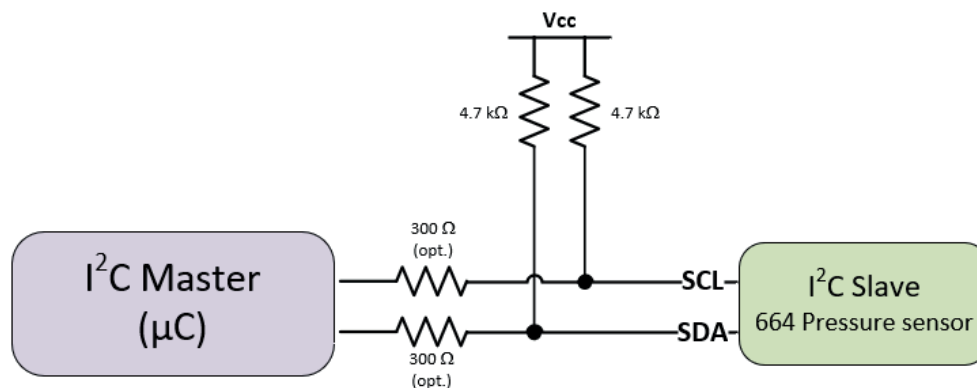 Vcc
4.7 kΩ
4.7 kΩ
300 Ω
(opt.)
I²C Master
(µC)
SCL
SDA
I²C Slave
664 Pressure sensor
300 Ω
(opt.)